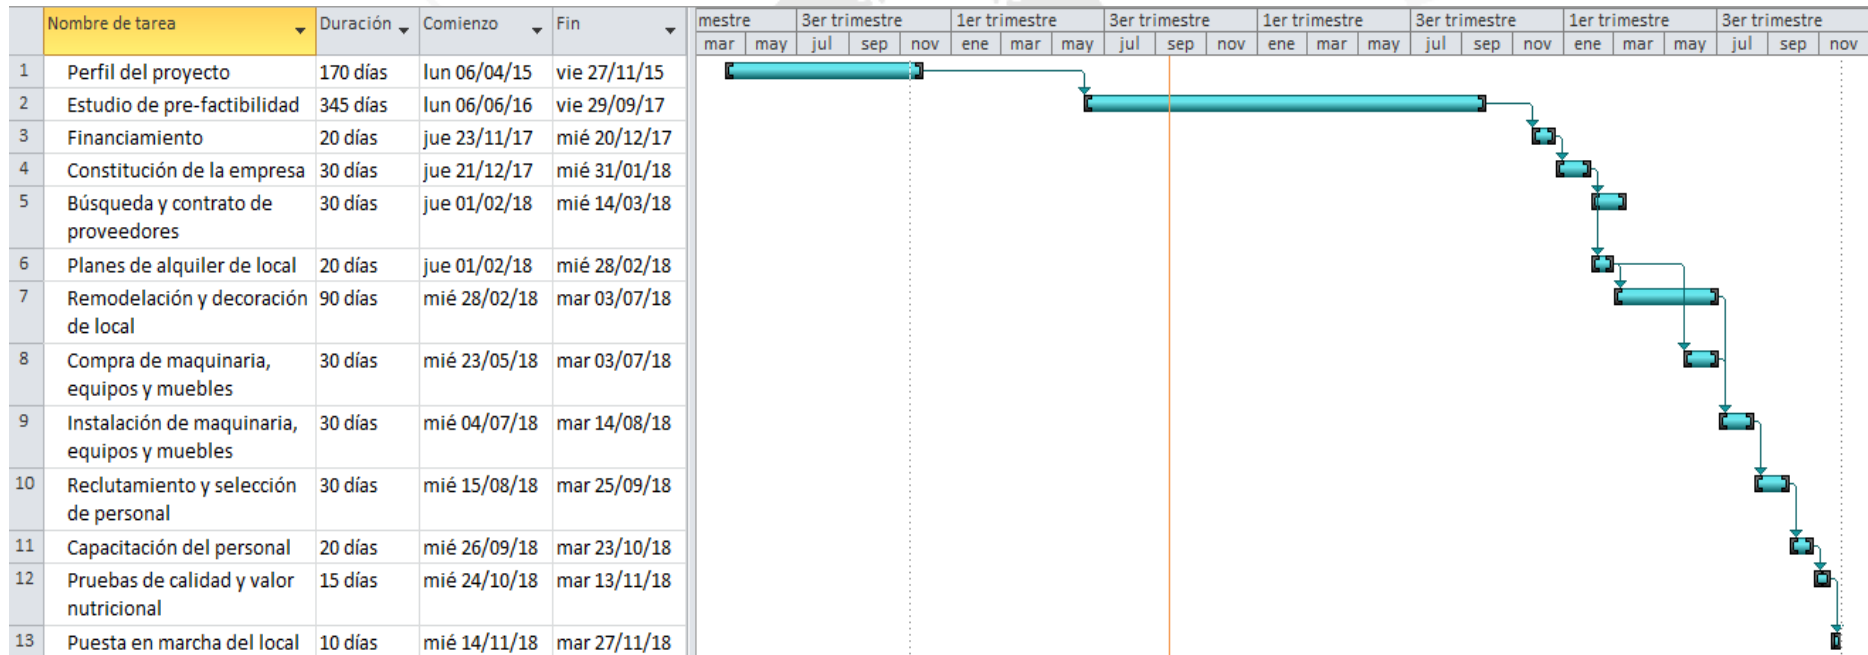 Nombre de tarea Duración Comienzo Fin
mestre 3er trimestre 1er trimestre 3er trimestre 1er trimestre 3er trimestre 1er trimestre 3er trimestre
mar may jul sep nov ene mar may jul sep nov ene mar may jul sep nov ene mar may jul sep nov
1 Perfil del proyecto 170 días lun 06/04/15 vie 27/11/15
2 Estudio de pre-factibilidad 345 días lun 06/06/16 vie 29/09/17
3 Financiamiento 20 días jue 23/11/17 mié 20/12/17
4 Constitución de la empresa 30 días jue 21/12/17 mié 31/01/18
5 Búsqueda y contrato de 30 días jue 01/02/18 mié 14/03/18
proveedores
6 Planes de alquiler de local 20 días jue 01/02/18 mié 28/02/18
7 Remodelación y decoración 90 días mié 28/02/18 mar 03/07/18
de local
8 Compra de maquinaria, 30 días mié 23/05/18 mar 03/07/18
equipos y muebles
9 Instalación de maquinaria, 30 días mié 04/07/18 mar 14/08/18
equipos y muebles
10 Reclutamiento y selección 30 días mié 15/08/18 mar 25/09/18
de personal
11 Capacitación del personal 20 días mié 26/09/18 mar 23/10/18
12 Pruebas de calidad y valor 15 días mié 24/10/18 mar 13/11/18
nutricional
13 Puesta en marcha del local 10 días mié 14/11/18 mar 27/11/18